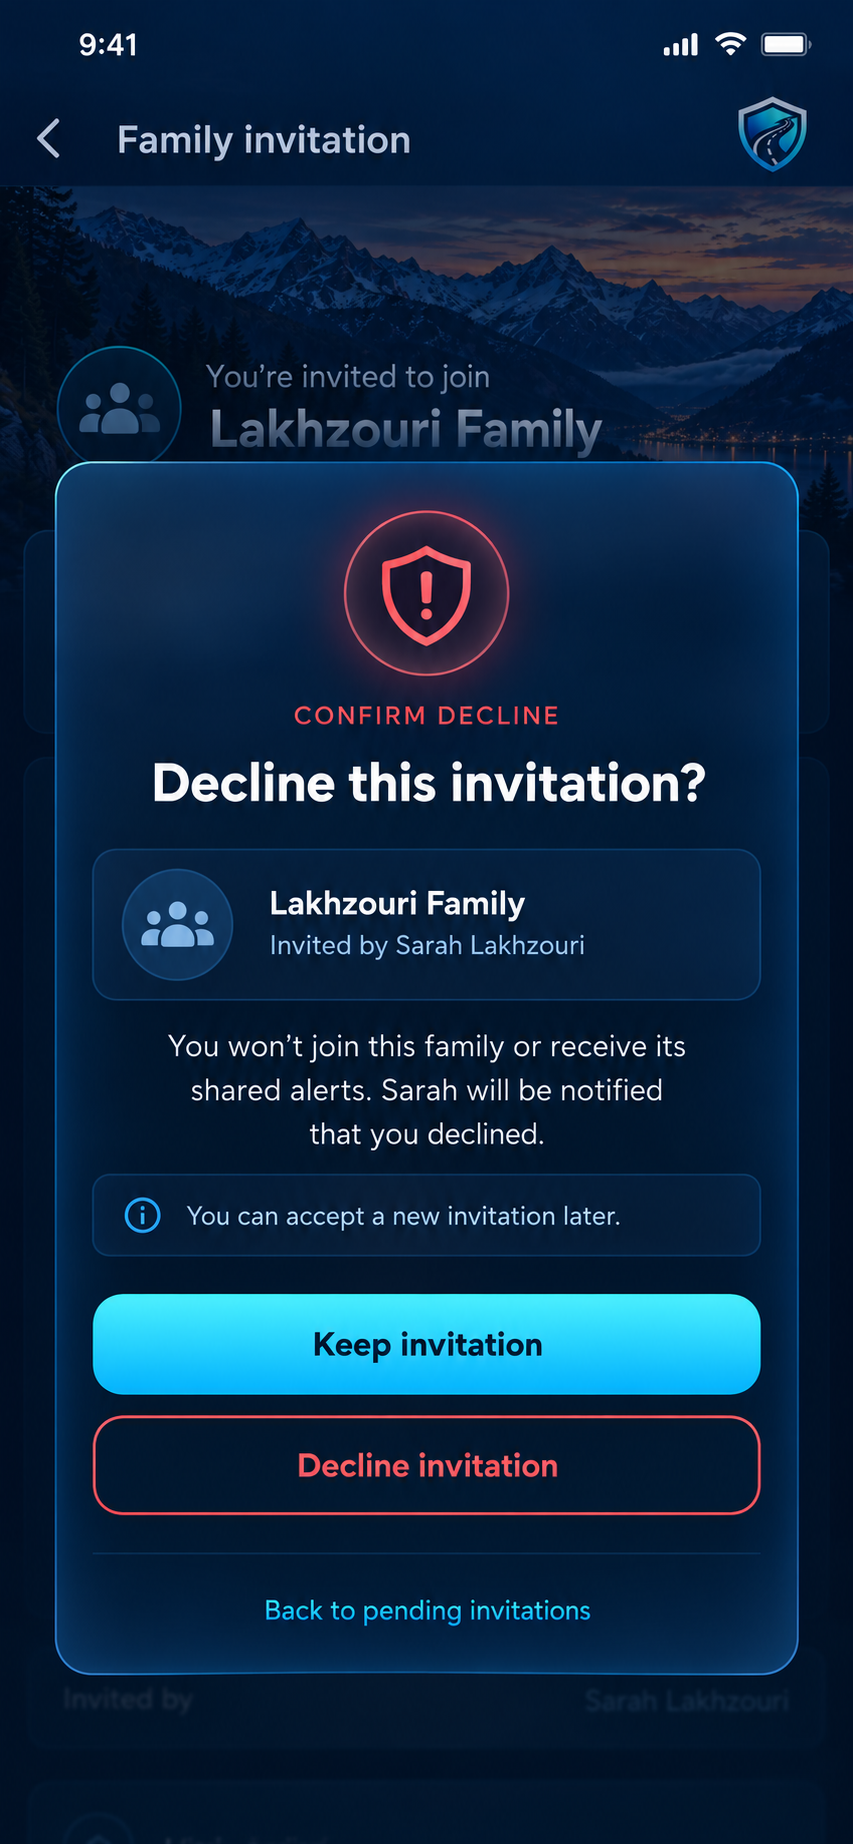 9:41
Family invitation
You're invited to join
Lakhzouri Family
CONFIRM DECLINE
Decline this invitation?
Lakhzouri Family
Invited by Sarah Lakhzouri
You won't join this family or receive its
shared alerts. Sarah will be notified
that you declined.
You can accept a new invitation later.
Keep invitation
Decline invitation
Back to pending invitations
Invited by
Sarah Lakhzouri